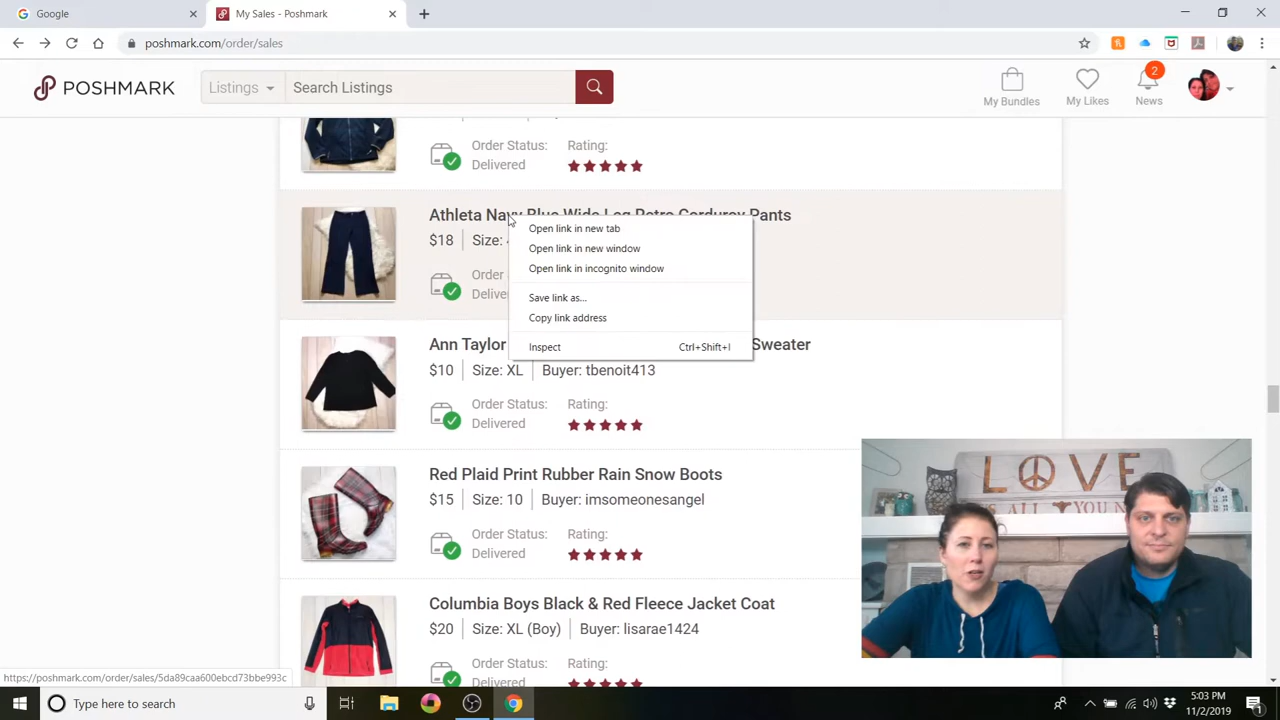 Google
My Sales - Poshmark
poshmark.com/order/sales
POSHMARK
Listings
Search Listings
My Bundles
My Likes
2
News
Order Status:
Rating:
Delivered
Athleta Navy Blue Wide Leg Retro Corduroy Pants
$18
Size:
Order
Open link in new tab
Open link in new window
Open link in incognito window
Save link as...
Copy link address
Inspect
Ctrl+Shift+I
Ann Taylor
Sweater
$10
Size: XL
Buyer: tbenoit413
Order Status:
Rating:
Delivered
Red Plaid Print Rubber Rain Snow Boots
$15
Size: 10
Buyer: imsomeonesangel
Order Status:
Rating:
Delivered
Columbia Boys Black & Red Fleece Jacket Coat
$20
Size: XL (Boy)
Buyer: lisarae1424
Order Status:
Rating:
Delivered
LOVE
https://poshmark.com/order/sales/5da89caa600ebcd73bbe993c
Type here to search
5:03 PM
11/2/2019
1